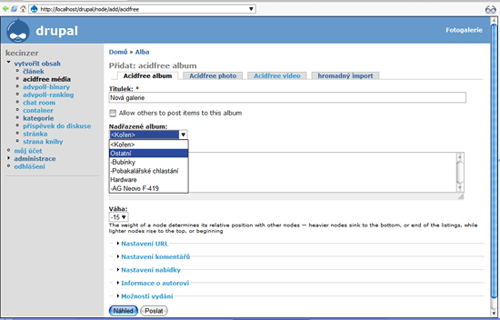 http://localhost/drupal/node/add/acidfree
drupal
Fotogalerie
kecinzer
vytvořit obsah
článek
acidfree média
advpoll-binary
advpoll-ranking
chat room
container
kategorie
příspěvek do diskuse
stránka
strana knihy
můj účet
administrace
odhlášení
Domů » Alba
Přidat: acidfree album
Acidfree album Acidfree photo Acidfree video hromadný import
Titulek: *
Nová galerie
Allow others to post items to this album
Nadřazené album:
<Kořen>
<Kořen>
Ostatní
-Bubínky
-Pobakalářské chlastání
Hardware
-AG Neovo F-419
Váha:
-15
The weight of a node determines its relative position with other nodes — heavier nodes sink to the bottom, or end of the listings, while
lighter nodes rise to the top, or beginning
Nastavení URL
Nastavení komentářů
Nastavení nabídky
Informace o autorovi
Možnosti vydání
Náhled Poslat